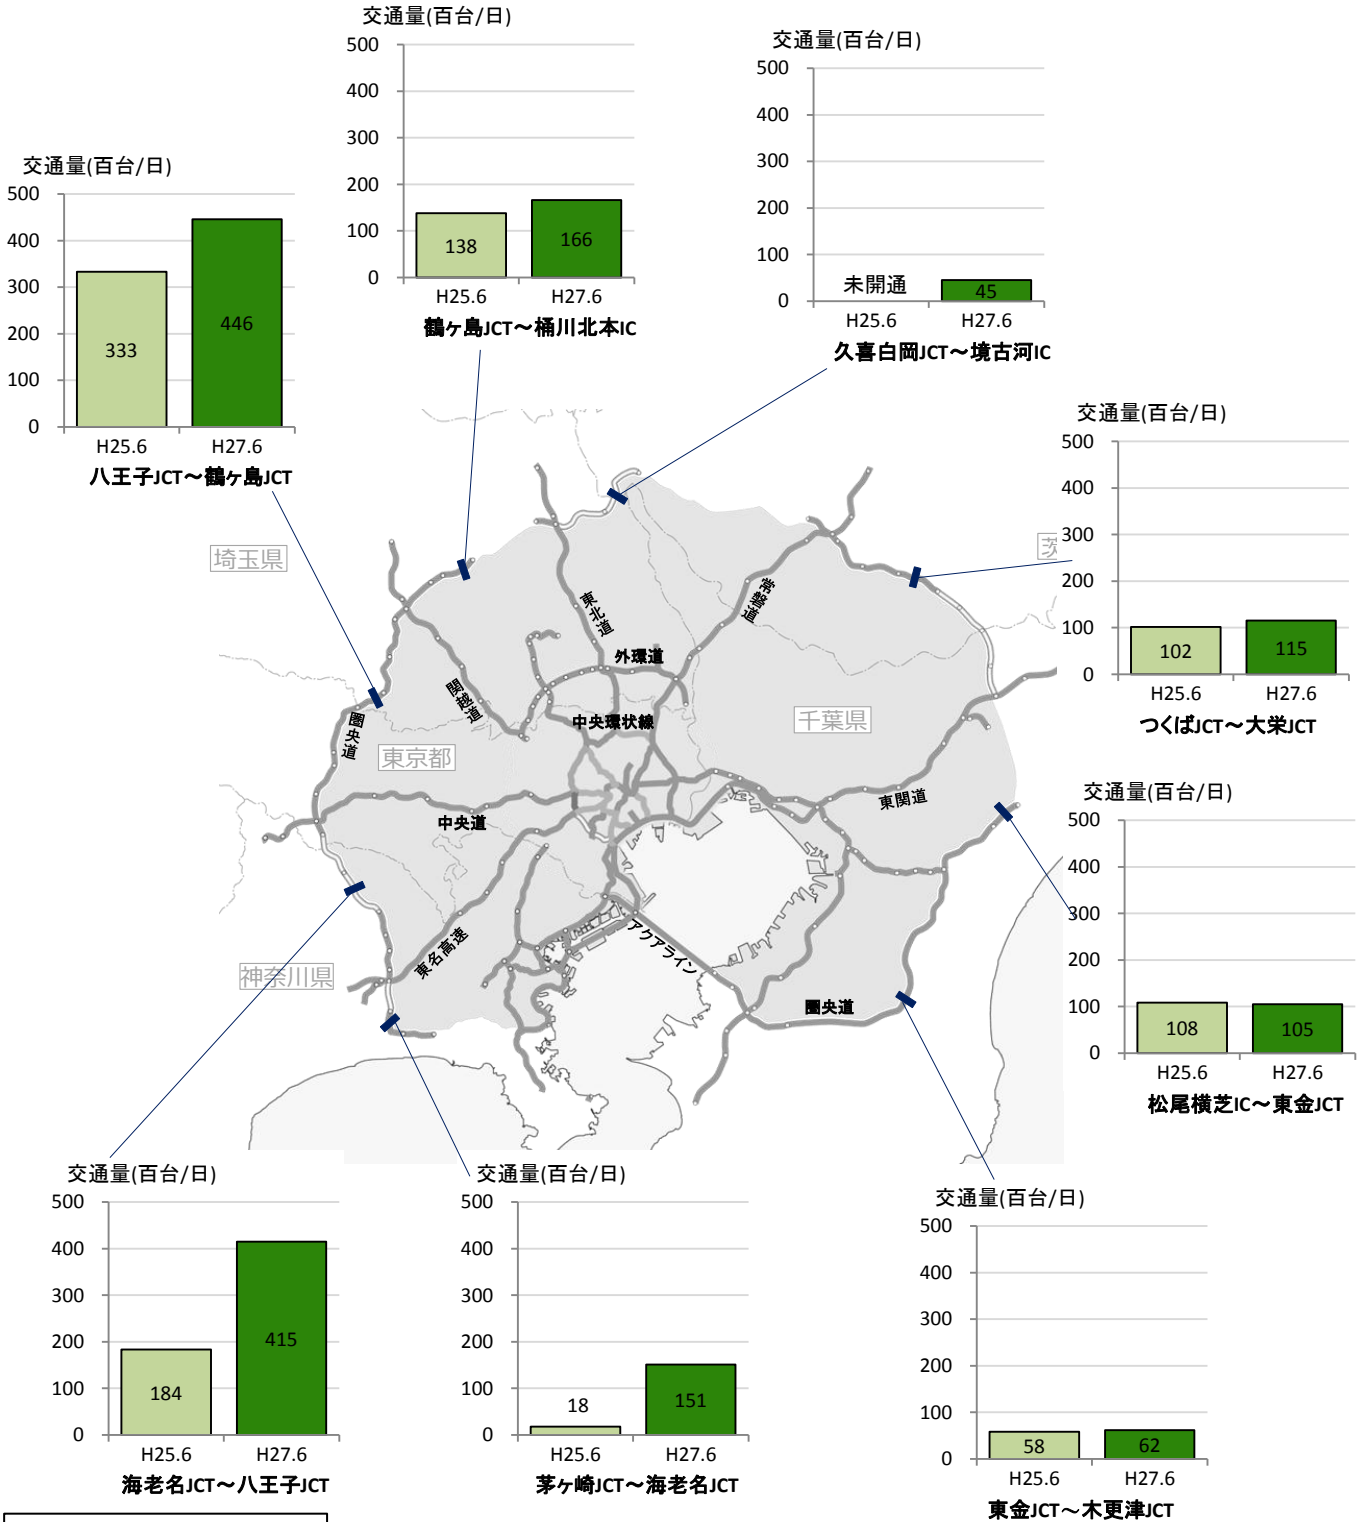 交通量(百台/日)
500
400
300
200
100
0
138
166
H25.6
H27.6
鶴ヶ島JCT～桶川北本IC
交通量(百台/日)
500
400
300
200
100
0
未開通
45
H25.6
H27.6
久喜白岡JCT～境古河IC
交通量(百台/日)
500
400
300
200
100
0
333
446
H25.6
H27.6
八王子JCT～鶴ヶ島JCT
交通量(百台/日)
500
400
300
200
100
0
102
115
H25.6
H27.6
つくばJCT～大栄JCT
埼玉県
茨
東北道
常磐道
外環道
関越道
中央環状線
千葉県
圏央道
東京都
東関道
中央道
東名高速
アクアライン
神奈川県
圏央道
交通量(百台/日)
500
400
300
200
100
0
108
105
H25.6
H27.6
松尾横芝IC～東金JCT
交通量(百台/日)
500
400
300
200
100
0
184
415
H25.6
H27.6
海老名JCT～八王子JCT
交通量(百台/日)
500
400
300
200
100
0
18
151
H25.6
H27.6
茅ヶ崎JCT～海老名JCT
交通量(百台/日)
500
400
300
200
100
0
58
62
H25.6
H27.6
東金JCT～木更津JCT